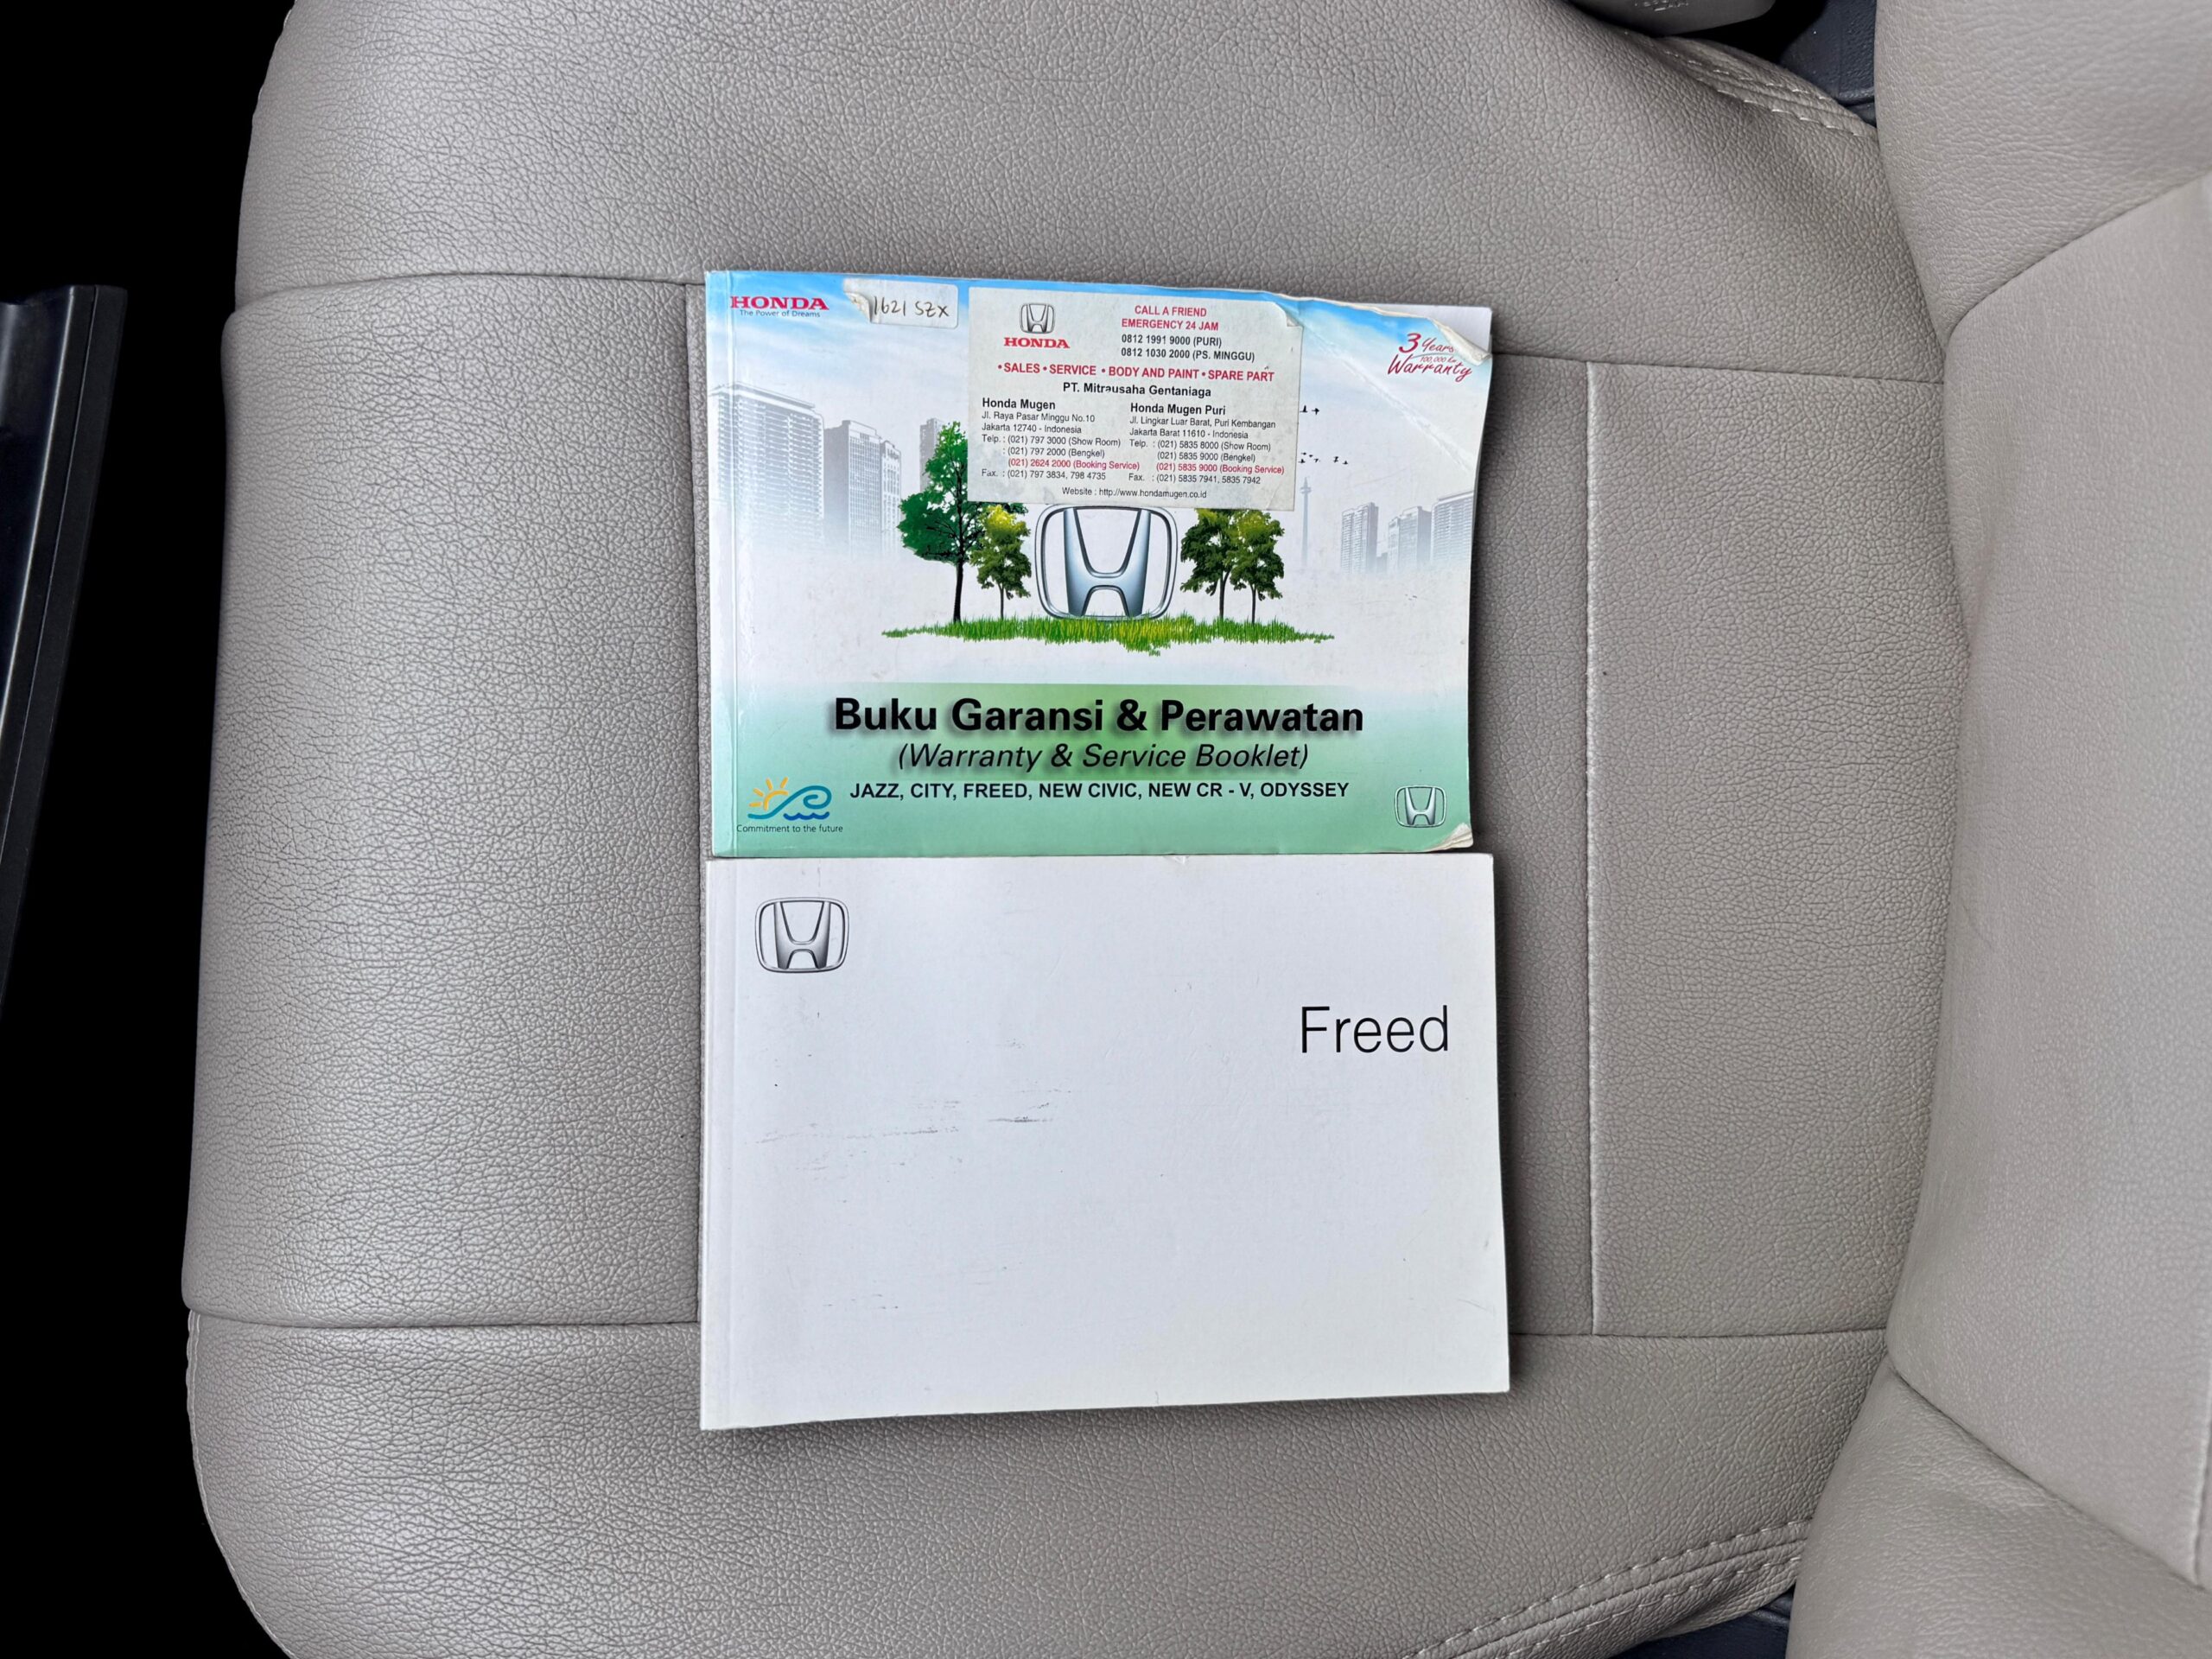 HONDA
The Power of Dreams
1621 SZX
HONDA
CALL A FRIEND
EMERGENCY 24 JAM
0812 1991 9000 (PURI)
0812 1030 2000 (PS. MINGGU)
• SALES • SERVICE • BODY AND PAINT • SPARE PART
PT. Mitrausaha Gentaniaga
Honda Mugen
Jl. Raya Pasar Minggu No.10
Jakarta 12740 - Indonesia
Telp. : (021) 797 3000 (Show Room)
: (021) 797 2000 (Bengkel)
(021) 2624 2000 (Booking Service)
Fax. : (021) 797 3834, 798 4735
Honda Mugen Puri
Jl. Lingkar Luar Barat, Puri Kembangan
Jakarta Barat 11610 - Indonesia
Telp. : (021) 5835 8000 (Show Room)
(021) 5835 9000 (Bengkel)
(021) 5835 9000 (Booking Service)
Fax. : (021) 5835 7941, 5835 7942
Website : http://www.hondamugen.co.id
3 Years
100,000 km
Warranty
Buku Garansi & Perawatan
(Warranty & Service Booklet)
JAZZ, CITY, FREED, NEW CIVIC, NEW CR - V, ODYSSEY
Commitment to the future
Freed